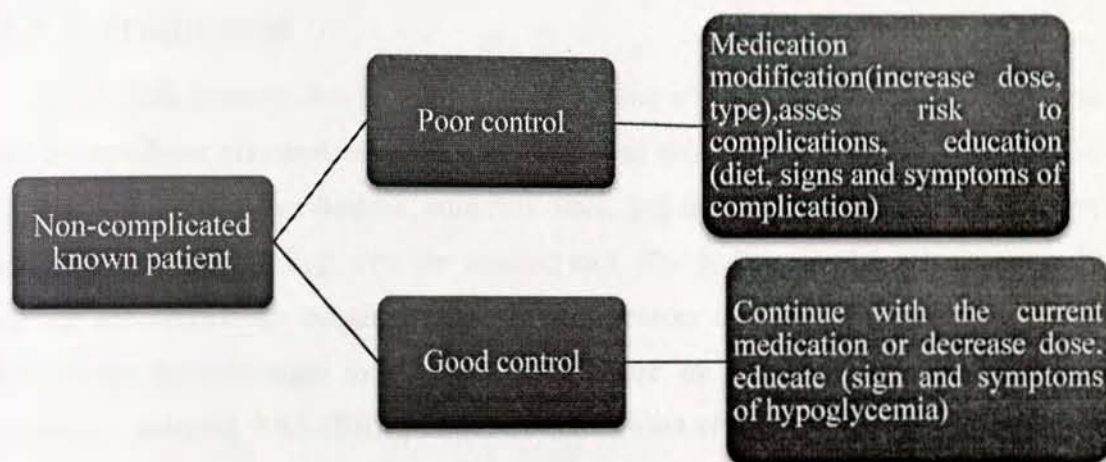 Non-complicated
known patient
Poor control
Medication
modification(increase dose,
type),asses risk to
complications, education
(diet, signs and symptoms of
complication)
Good control
Continue with the current
medication or decrease dose,
educate (sign and symptoms
of hypoglycemia)